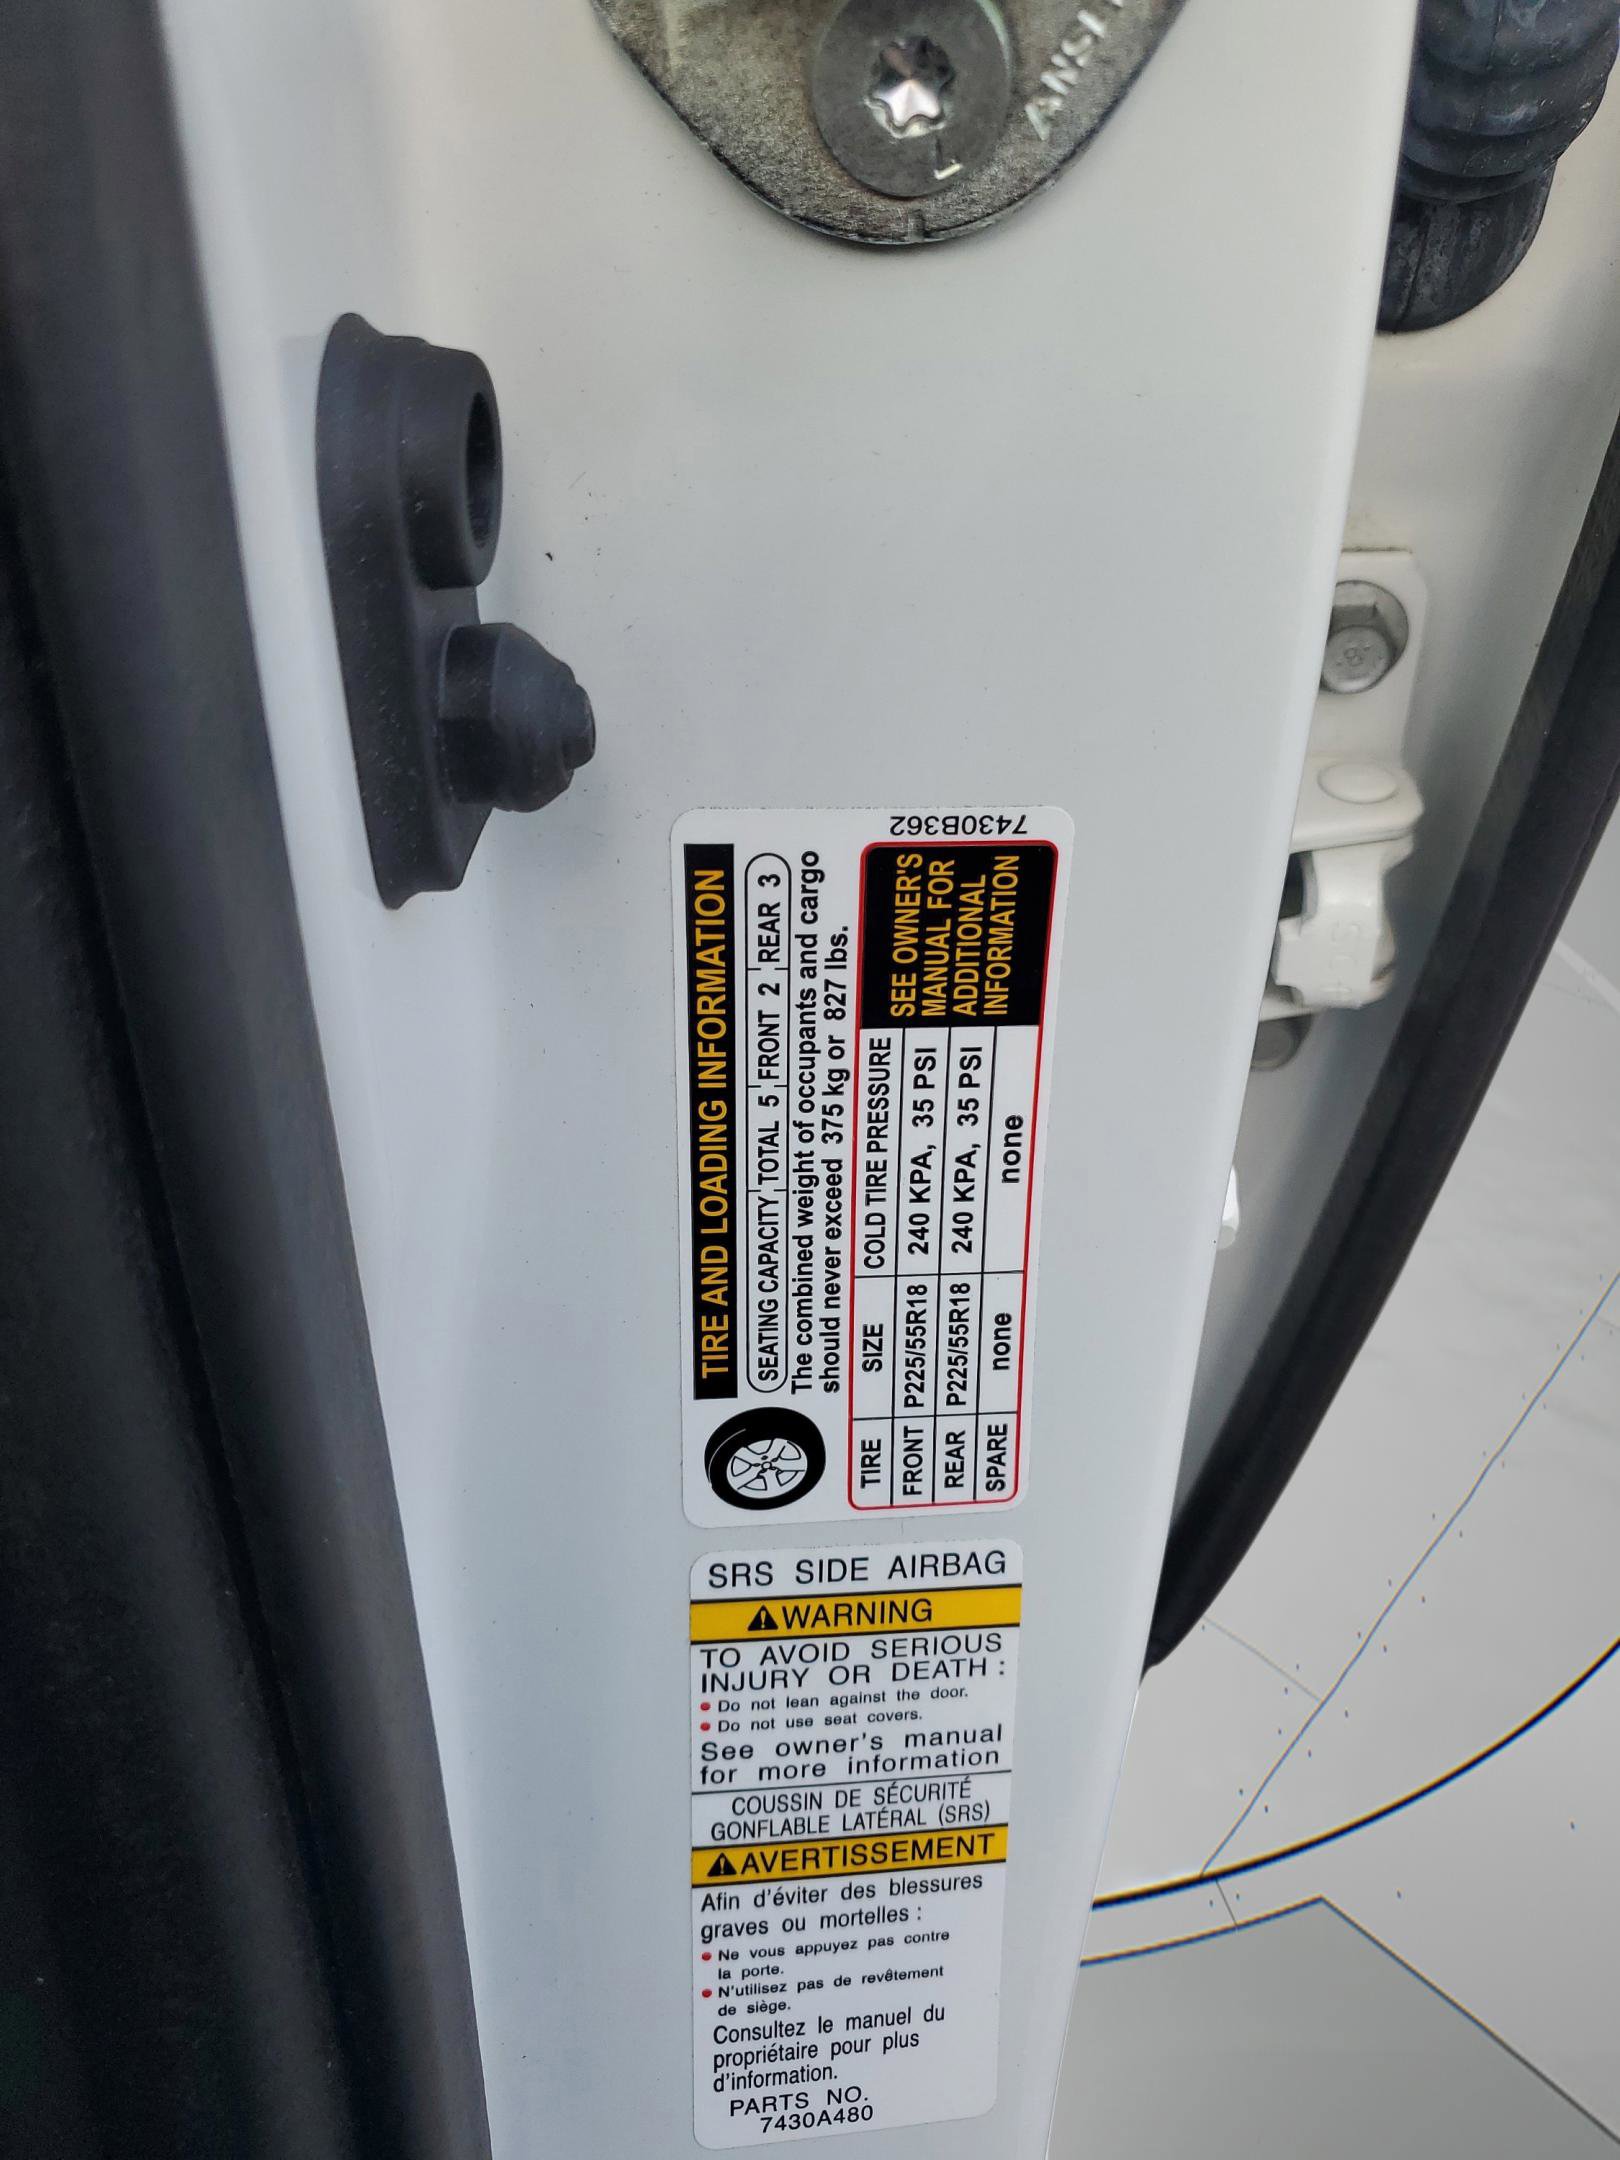 TIRE AND LOADING INFORMATION
SEATING CAPACITY TOTAL 5 FRONT 2 REAR 3
The combined weight of occupants and cargo
should never exceed 375 kg or 827 lbs.
TIRE SIZE COLD TIRE PRESSURE
FRONT P225/55R18 240 KPA, 35 PSI
REAR P225/55R18 240 KPA, 35 PSI
SPARE none none
SEE OWNER'S
MANUAL FOR
ADDITIONAL
INFORMATION
7430B362
SRS SIDE AIRBAG
WARNING
TO AVOID SERIOUS
INJURY OR DEATH :
• Do not lean against the door.
• Do not use seat covers.
See owner's manual
for more information
COUSSIN DE SÉCURITÉ
GONFLABLE LATÉRAL (SRS)
AVERTISSEMENT
Afin d'éviter des blessures
graves ou mortelles :
• Ne vous appuyez pas contre
la porte.
• N'utilisez pas de revêtement
de siège.
Consultez le manuel du
propriétaire pour plus
d'information.
PARTS NO.
7430A480